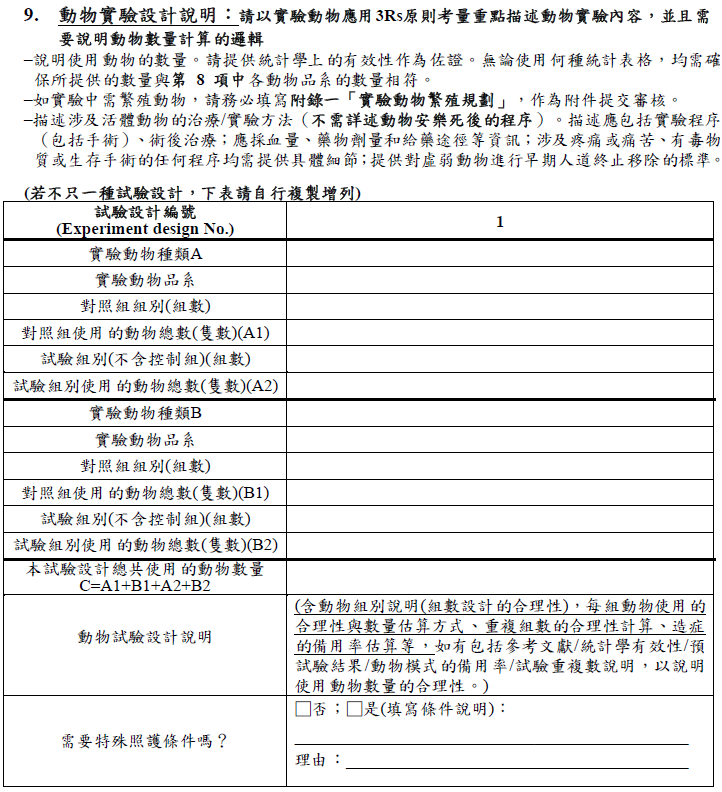 9. 動物實驗設計說明：請以實驗動物應用3Rs原則考量重點描述動物實驗內容，並且需
要說明動物數量計算的邏輯
–說明使用動物的數量。請提供統計學上的有效性作為佐證。無論使用何種統計表格，均需確
保所提供的數量與第 8 項中各動物品系的數量相符。
–如實驗中需繁殖動物，請務必填寫附錄一「實驗動物繁殖規劃」，作為附件提交審核。
–描述涉及活體動物的治療/實驗方法（不需詳述動物安樂死後的程序）。描述應包括實驗程序
（包括手術）、術後治療；應採血量、藥物劑量和給藥途徑等資訊；涉及疼痛或痛苦、有毒物
質或生存手術的任何程序均需提供具體細節；提供對虛弱動物進行早期人道終止移除的標準。
(若不只一種試驗設計，下表請自行複製增列)
試驗設計編號
(Experiment design No.)
1
實驗動物種類A
實驗動物品系
對照組組別(組數)
對照組使用的動物總數(隻數)(A1)
試驗組別(不含控制組)(組數)
試驗組別使用的動物總數(隻數)(A2)
實驗動物種類B
實驗動物品系
對照組組別(組數)
對照組使用的動物總數(隻數)(B1)
試驗組別(不含控制組)(組數)
試驗組別使用的動物總數(隻數)(B2)
本試驗設計總共使用的動物數量
C=A1+B1+A2+B2
動物試驗設計說明
(含動物組別說明(組數設計的合理性)，每組動物使用的
合理性與數量估算方式、重複組數的合理性計算、造症
的備用率估算等，如有包括參考文獻/統計學有效性/預
試驗結果/動物模式的備用率/試驗重複數說明，以說明
使用動物數量的合理性。)
需要特殊照護條件嗎？
□否；□是(填寫條件說明)：
理由：